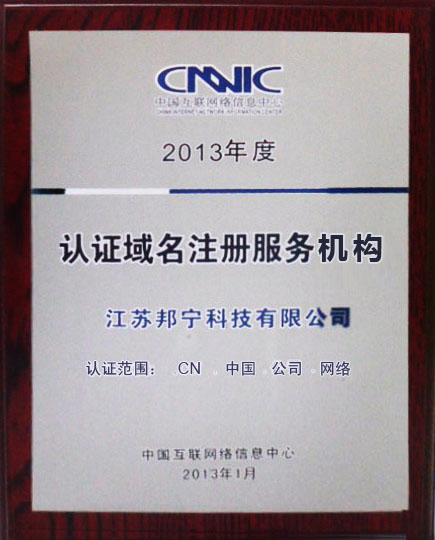 CNNIC
中国互联网络信息中心
CHINA INTERNET NETWORK INFORMATION CENTER
2013年度
认证域名注册服务机构
江苏邦宁科技有限公司
认证范围： .CN .中国 .公司 .网络
中国互联网络信息中心
2013年1月